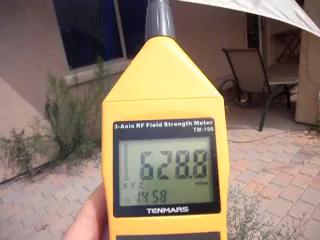 3-Axis RF Field Strength Meter
TM-196
628.8
XYZ
14:58
TENMARS